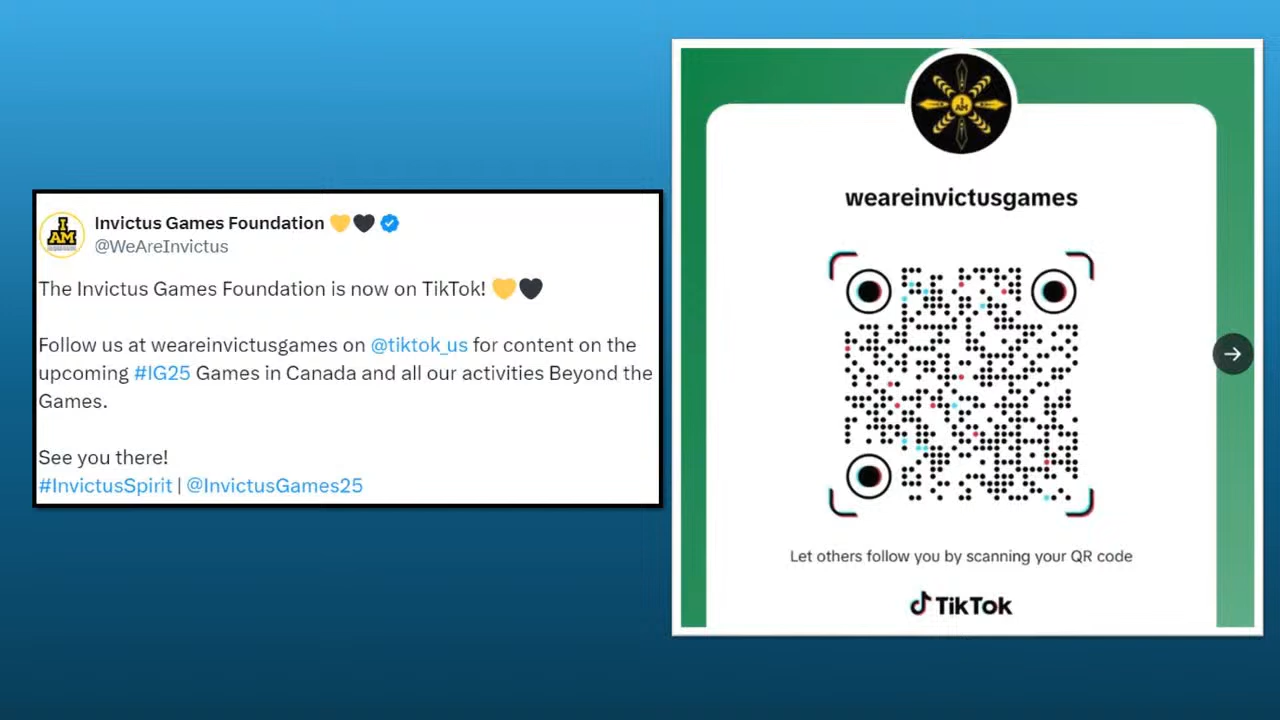 Invictus Games Foundation 💛🖤
@WeAreInvictus
The Invictus Games Foundation is now on TikTok! 💛🖤
Follow us at weareinvictusgames on @tiktok_us for content on the
upcoming #IG25 Games in Canada and all our activities Beyond the
Games.
See you there!
#InvictusSpirit | @InvictusGames25
I AM
I AM
weareinvictusgames
Let others follow you by scanning your QR code
TikTok